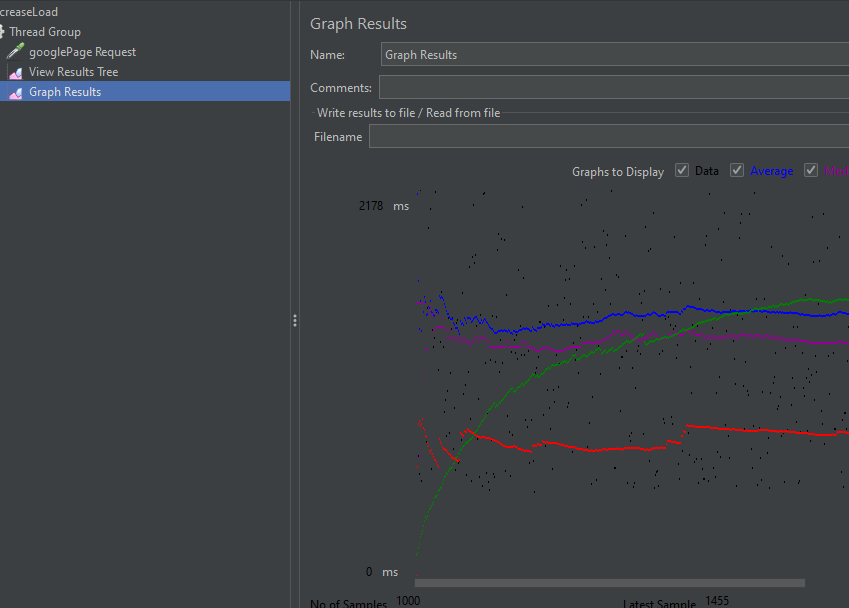 creaseLoad
Thread Group
googlePage Request
View Results Tree
Graph Results
Graph Results
Name: Graph Results
Comments:
Write results to file / Read from file
Filename
Graphs to Display Data Average
2178 ms
0 ms
No of Samples 1000 Latest Sample 1455